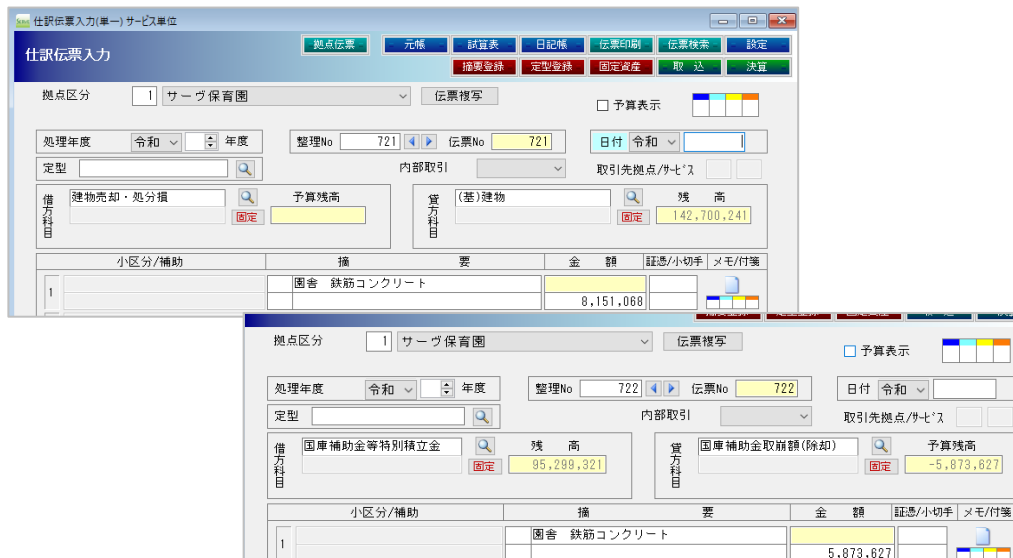 仕訳伝票入力(単一) サービス単位
仕訳伝票入力
拠点伝票 元帳 試算表 日記帳 伝票印刷 伝票検索 設定
摘要登録 定型登録 固定資産 取 込 決算
拠点区分 1 サーヴ保育園 伝票複写 予算表示
処理年度 令和 年度 整理No 721 伝票No 721 日付 令和
定型 内部取引 取引先拠点/サービス
借方科目 建物売却・処分損 固定 予算残高 貸方科目 (基)建物 固定 残 高 142,700,241
小区分/補助 摘 要 金 額 証憑/小切手 メモ/付箋
1 園舎 鉄筋コンクリート
8,151,068
拠点区分 1 サーヴ保育園 伝票複写 予算表示
処理年度 令和 年度 整理No 722 伝票No 722 日付 令和
定型 内部取引 取引先拠点/サービス
借方科目 国庫補助金等特別積立金 固定 残 高 95,299,321 貸方科目 国庫補助金取崩額(除却) 固定 予算残高 -5,873,627
小区分/補助 摘 要 金 額 証憑/小切手 メモ/付箋
1 園舎 鉄筋コンクリート
5,873,627